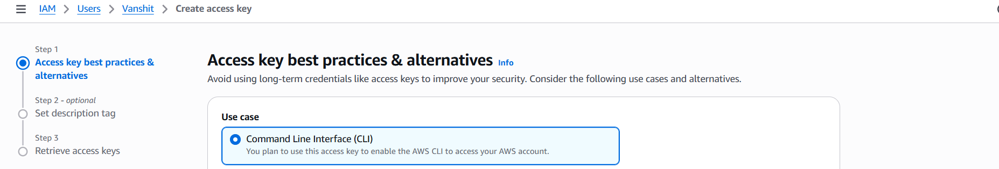 IAM > Users > Vanshit > Create access key
Step 1
Access key best practices &
alternatives
Step 2 - optional
Set description tag
Step 3
Retrieve access keys
Access key best practices & alternatives Info
Avoid using long-term credentials like access keys to improve your security. Consider the following use cases and alternatives.
Use case
Command Line Interface (CLI)
You plan to use this access key to enable the AWS CLI to access your AWS account.